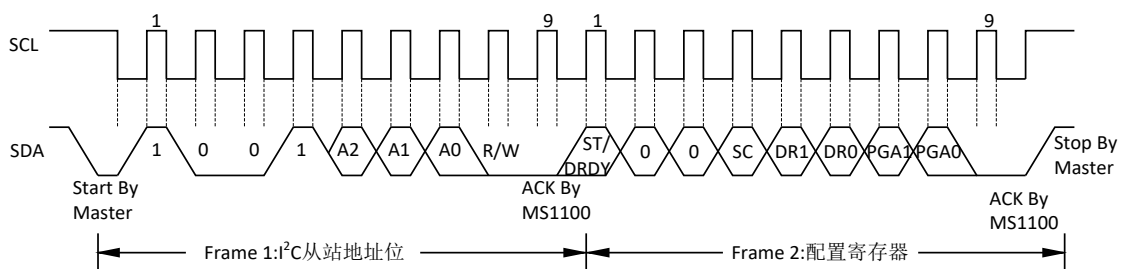 1 9 1 9
SCL
SDA 1 0 0 1 A2 A1 A0 R/W ST/ 0 0 SC DR1 DR0 PGA1 PGA0 Stop By
DRDY Master
Start By ACK By ACK By
Master MS1100 MS1100
Frame 1:I²C从站地址位 Frame 2:配置寄存器